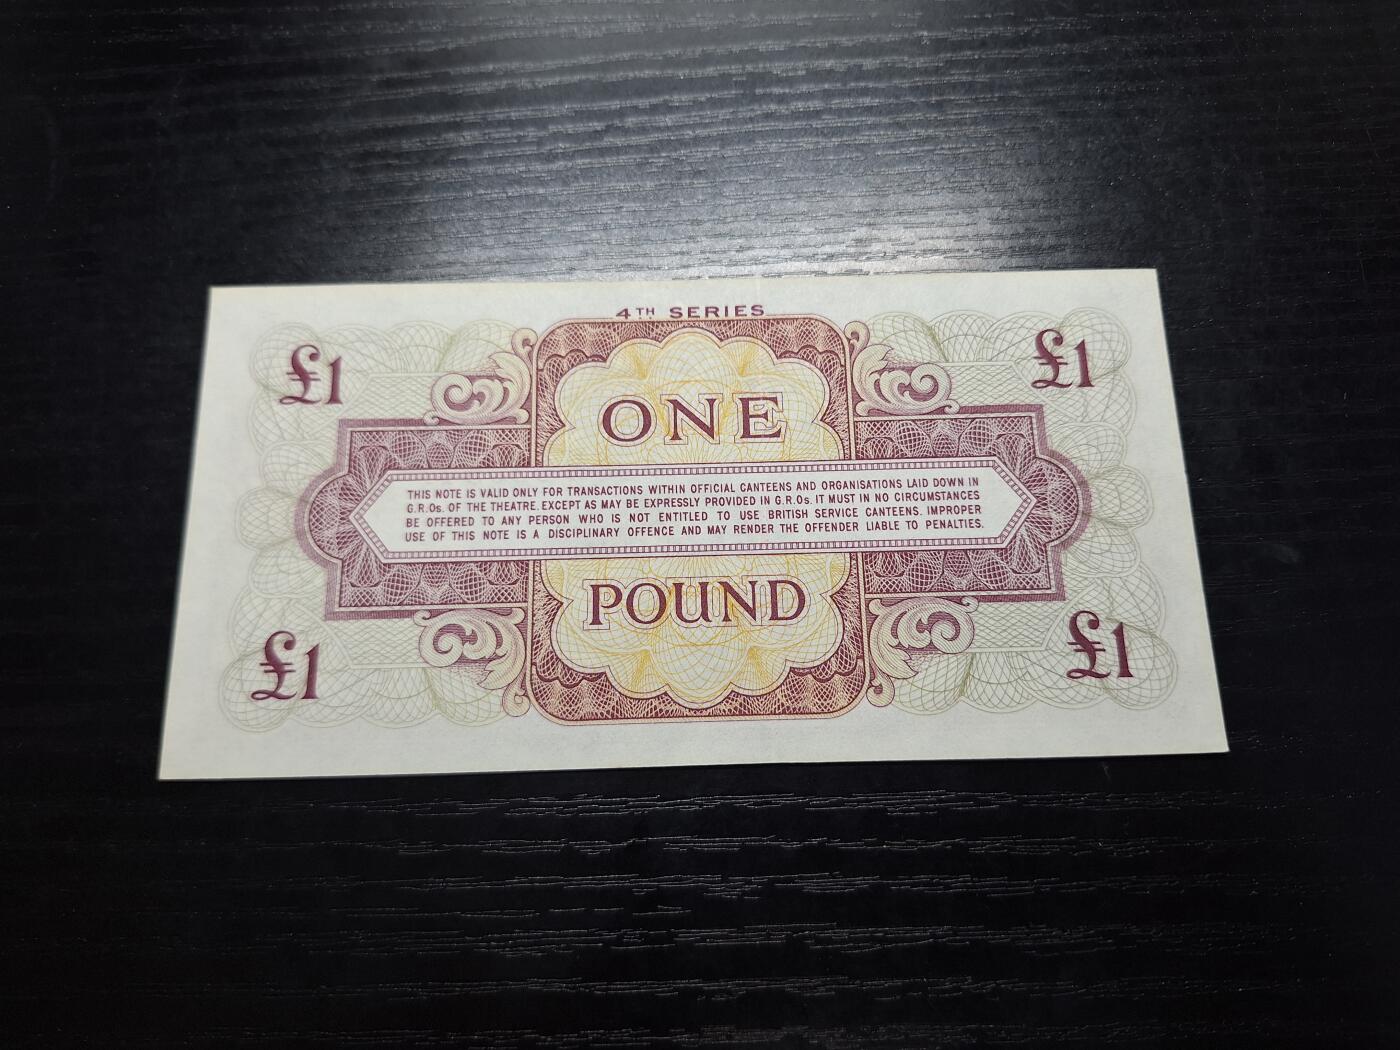 4TH SERIES
£1
£1
ONE
THIS NOTE IS VALID ONLY FOR TRANSACTIONS WITHIN OFFICIAL CANTEENS AND ORGANISATIONS LAID DOWN IN
G.R.Os. OF THE THEATRE. EXCEPT AS MAY BE EXPRESSLY PROVIDED IN G.R.Os. IT MUST IN NO CIRCUMSTANCES
BE OFFERED TO ANY PERSON WHO IS NOT ENTITLED TO USE BRITISH SERVICE CANTEENS. IMPROPER
USE OF THIS NOTE IS A DISCIPLINARY OFFENCE AND MAY RENDER THE OFFENDER LIABLE TO PENALTIES.
POUND
£1
£1